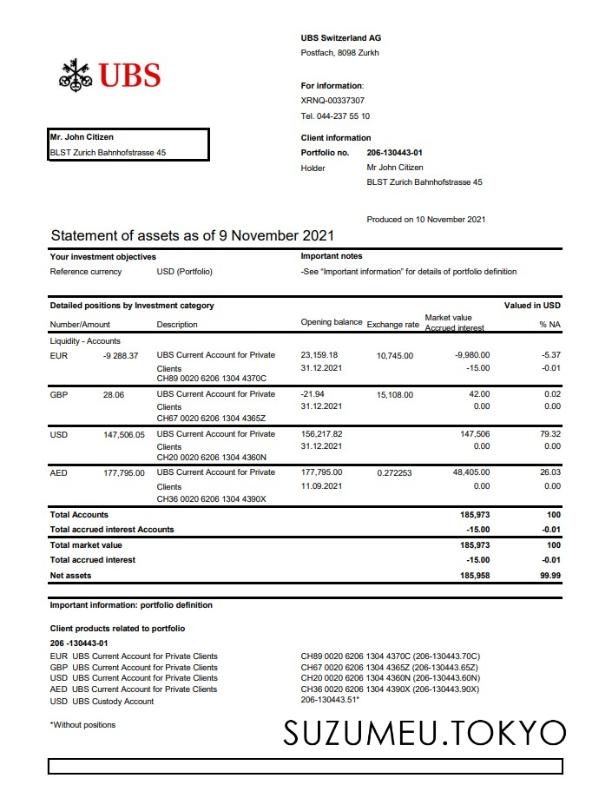 UBS
UBS Switzerland AG
Postfach, 8098 Zurkh
For information:
XRNQ-00337307
Tel. 044-237 55 10
Mr. John Citizen
BLST Zurich Bahnhofstrasse 45
Client information
Portfolio no. 206-130443-01
Holder Mr John Citizen
BLST Zurich Bahnhofstrasse 45
Produced on 10 November 2021
Statement of assets as of 9 November 2021
Your investment objectives Important notes
Reference currency USD (Portfolio) -See “Important information” for details of portfolio definition
Detailed positions by Investment category Valued in USD
Number/Amount Description Opening balance Exchange rate Market value
Accrued interest % NA
Liquidity - Accounts
EUR -9 288.37 UBS Current Account for Private 23,159.18 10,745.00 -9,980.00 -5.37
Clients 31.12.2021 -15.00 -0.01
CH89 0020 6206 1304 4370C
GBP 28.06 UBS Current Account for Private -21.94 15,108.00 42.00 0.02
Clients 31.12.2021 0.00 0.00
CH67 0020 6206 1304 4365Z
USD 147,506.05 UBS Current Account for Private 156,217.82 147,506 79.32
Clients 31.12.2021 0.00 0.00
CH20 0020 6206 1304 4360N
AED 177,795.00 UBS Current Account for Private 177,795.00 0.272253 48,405.00 26.03
Clients 11.09.2021 0.00 0.00
CH36 0020 6206 1304 4390X
Total Accounts 185,973 100
Total accrued interest Accounts -15.00 -0.01
Total market value 185,973 100
Total accrued interest -15.00 -0.01
Net assets 185,958 99.99
Important information: portfolio definition
Client products related to portfolio
206 -130443-01
EUR UBS Current Account for Private Clients CH89 0020 6206 1304 4370C (206-130443.70C)
GBP UBS Current Account for Private Clients CH67 0020 6206 1304 4365Z (206-130443.65Z)
USD UBS Current Account for Private Clients CH20 0020 6206 1304 4360N (206-130443.60N)
AED UBS Current Account for Private Clients CH36 0020 6206 1304 4390X (206-130443.90X)
USD UBS Custody Account 206-130443.51*
*Without positions
SUZUMEU.TOKYO